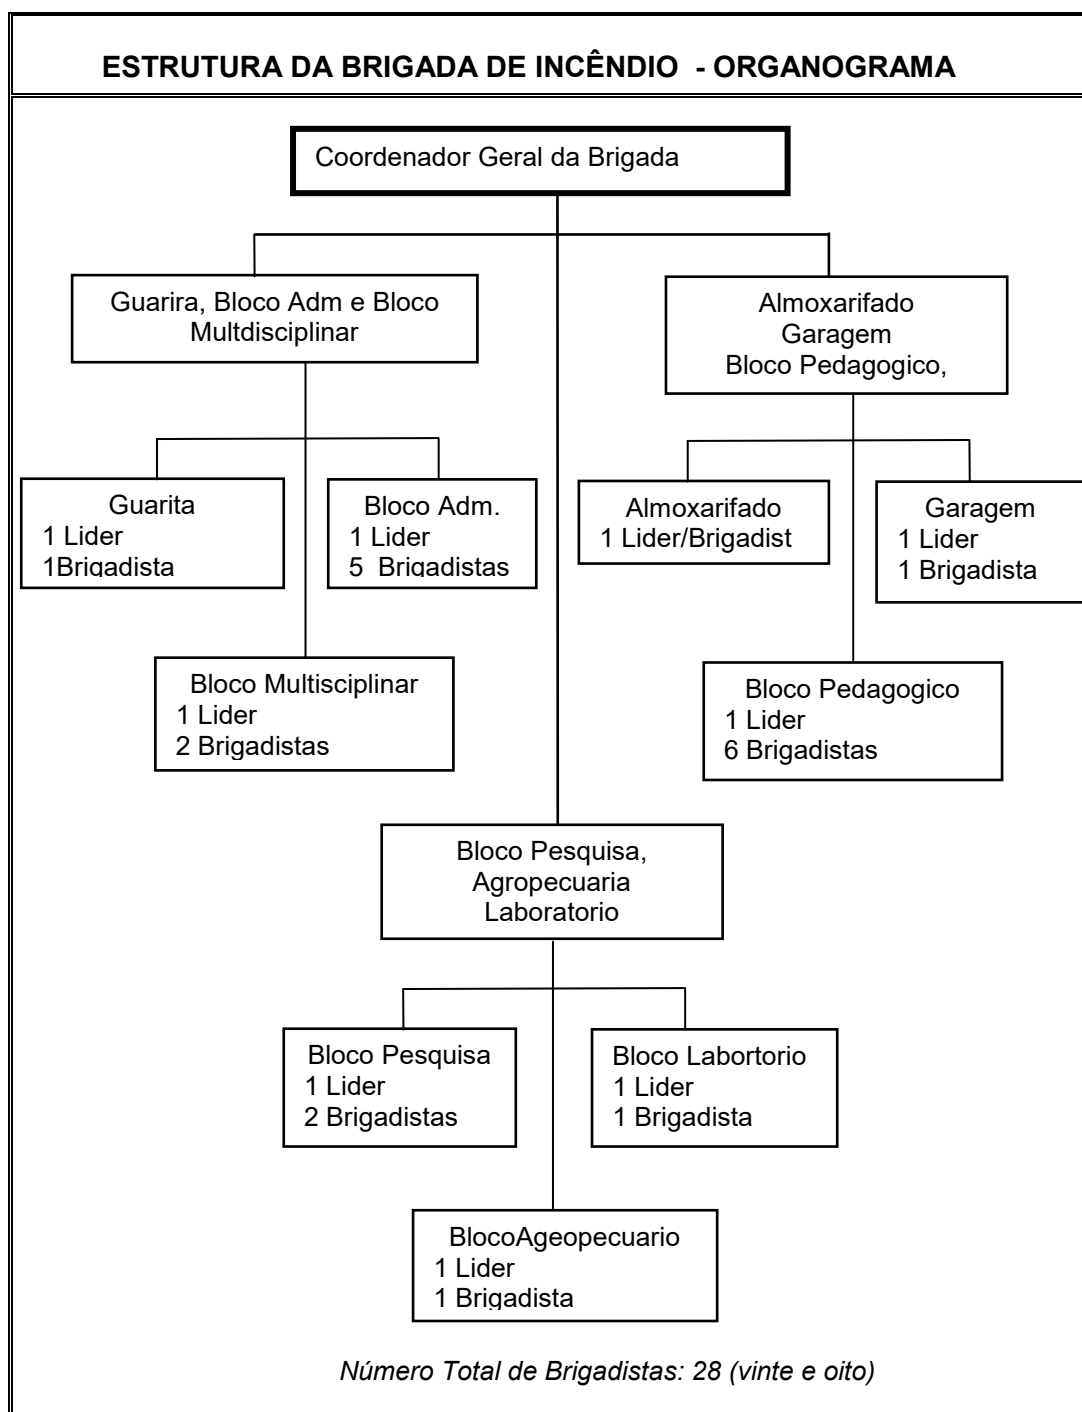 ESTRUTURA DA BRIGADA DE INCÊNDIO - ORGANOGRAMA
Coordenador Geral da Brigada
Guarira, Bloco Adm e Bloco
Multdisciplinar
Almoxarifado
Garagem
Bloco Pedagogico,
Guarita
1 Lider
1Brigadista
Bloco Adm.
1 Lider
5 Brigadistas
Almoxarifado
1 Lider/Brigadist
Garagem
1 Lider
1 Brigadista
Bloco Multisciplinar
1 Lider
2 Brigadistas
Bloco Pedagogico
1 Lider
6 Brigadistas
Bloco Pesquisa,
Agropecuaria
Laboratorio
Bloco Pesquisa
1 Lider
2 Brigadistas
Bloco Labortorio
1 Lider
1 Brigadista
BlocoAgeopecuario
1 Lider
1 Brigadista
Número Total de Brigadistas: 28 (vinte e oito)